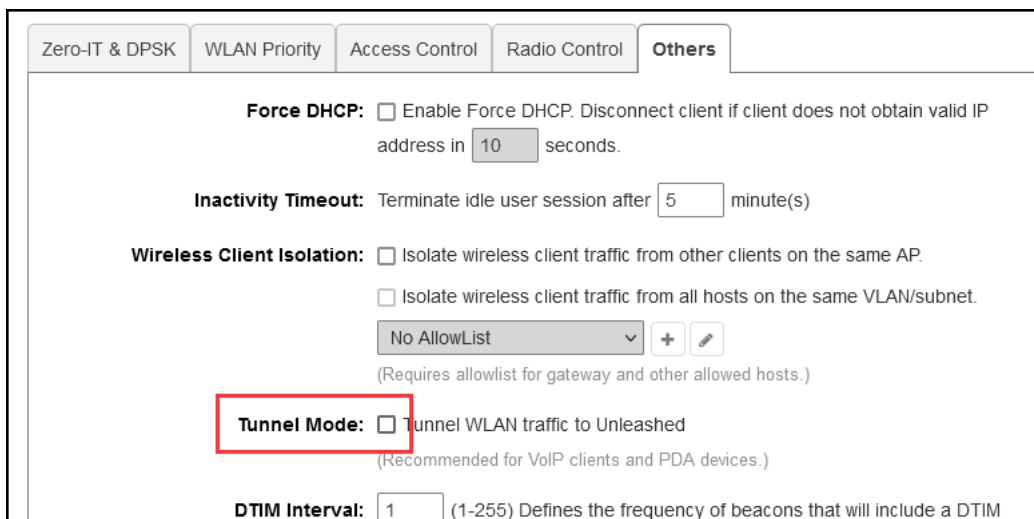 Zero-IT & DPSK WLAN Priority Access Control Radio Control Others
Force DHCP: Enable Force DHCP. Disconnect client if client does not obtain valid IP
address in 10 seconds.
Inactivity Timeout: Terminate idle user session after 5 minute(s)
Wireless Client Isolation: Isolate wireless client traffic from other clients on the same AP.
Isolate wireless client traffic from all hosts on the same VLAN/subnet.
No AllowList
(Requires allowlist for gateway and other allowed hosts.)
Tunnel Mode: Tunnel WLAN traffic to Unleashed
(Recommended for VoIP clients and PDA devices.)
DTIM Interval: 1 (1-255) Defines the frequency of beacons that will include a DTIM